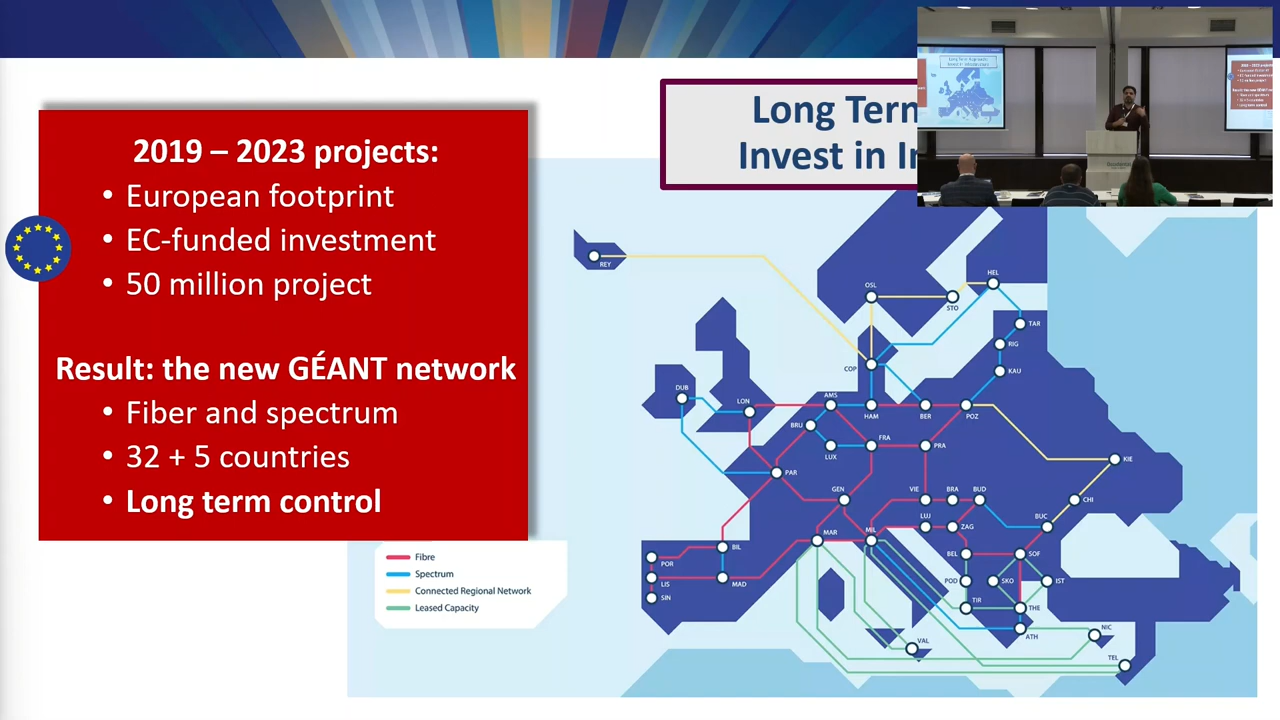 2019 – 2023 projects:
• European footprint
• EC-funded investment
• 50 million project
Result: the new GÉANT network
• Fiber and spectrum
• 32 + 5 countries
• Long term control
Long Term
Invest in
REY
OSL
STO
HEL
TAR
RIG
KAU
COP
DUB
LON
AMS
HAM
BER
POZ
BRU
LUX
FRA
PRA
KIE
PAR
GEN
VIE
BRA
BUD
CHI
LUJ
ZAG
BUC
MAR
MIL
BIL
POR
LIS
MAD
SIN
BEL
SOF
POD
SKO
IST
TIR
THE
ATH
NIC
VAL
TEL
Fibre
Spectrum
Connected Regional Network
Leased Capacity